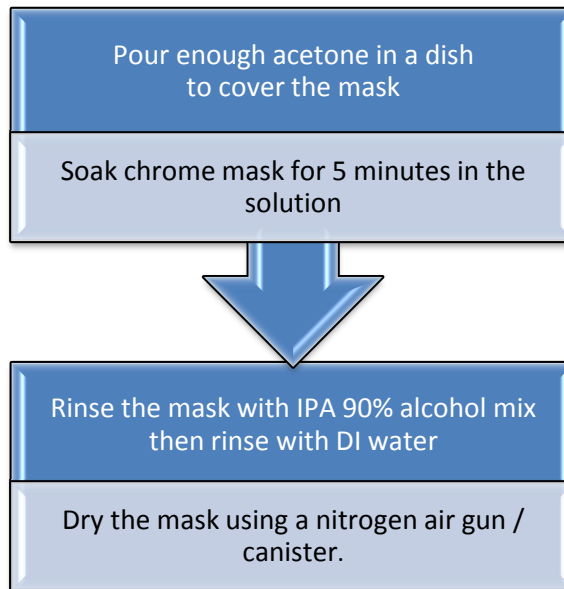 Pour enough acetone in a dish
to cover the mask
Soak chrome mask for 5 minutes in the
solution
Rinse the mask with IPA 90% alcohol mix
then rinse with DI water
Dry the mask using a nitrogen air gun /
canister.